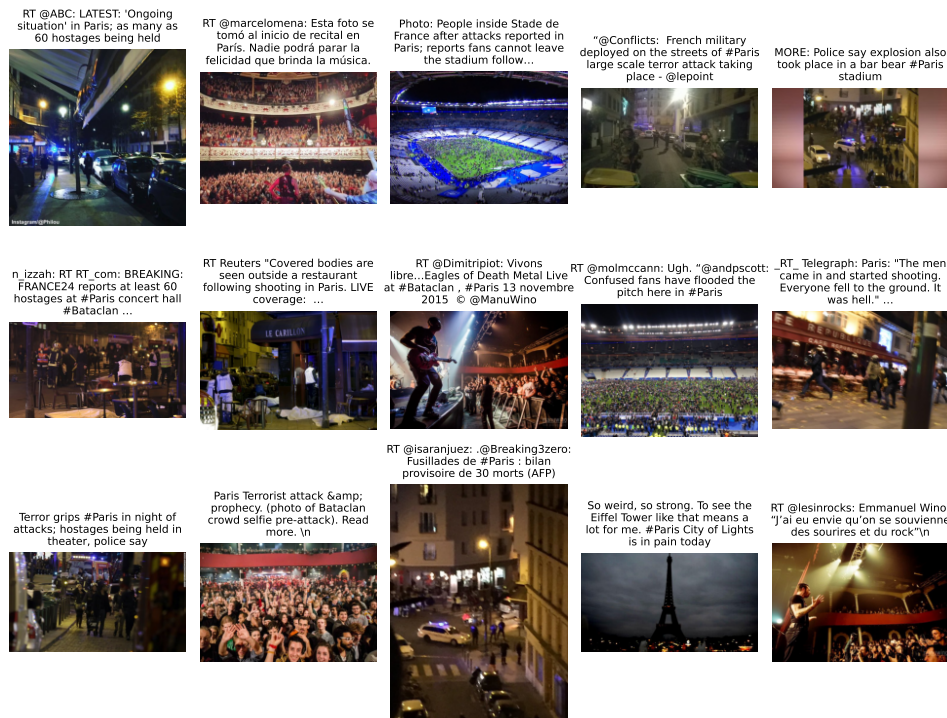 RT @ABC: LATEST: 'Ongoing
situation' in Paris; as many as
60 hostages being held
Instagram/@Philou
RT @marcelomena: Esta foto se
tomó al inicio de recital en
París. Nadie podrá parar la
felicidad que brinda la música.
Photo: People inside Stade de
France after attacks reported in
Paris; reports fans cannot leave
the stadium follow…
“@Conflicts:  French military
deployed on the streets of #Paris
large scale terror attack taking
place - @lepoint
MORE: Police say explosion also
took place in a bar bear #Paris
stadium
n_izzah: RT RT_com: BREAKING:
FRANCE24 reports at least 60
hostages at #Paris concert hall
#Bataclan …
RT Reuters "Covered bodies are
seen outside a restaurant
following shooting in Paris. LIVE
coverage:  …
LE CARILLON
RT @Dimitripiot: Vivons
libre...Eagles of Death Metal Live
at #Bataclan , #Paris 13 novembre
2015  © @ManuWino
RT @molmccann: Ugh. “@andpscott:
Confused fans have flooded the
pitch here in #Paris
_RT_ Telegraph: Paris: "The men
came in and started shooting.
Everyone fell to the ground. It
was hell." …
Terror grips #Paris in night of
attacks; hostages being held in
theater, police say
Paris Terrorist attack &amp;
prophecy. (photo of Bataclan
crowd selfie pre-attack). Read
more. \n
RT @isaranjuez: .@Breaking3zero:
Fusillades de #Paris : bilan
provisoire de 30 morts (AFP)
So weird, so strong. To see the
Eiffel Tower like that means a
lot for me. #Paris City of Lights
is in pain today
RT @lesinrocks: Emmanuel Wino
“J’ai eu envie qu’on se souvienne
des sourires et du rock”\n